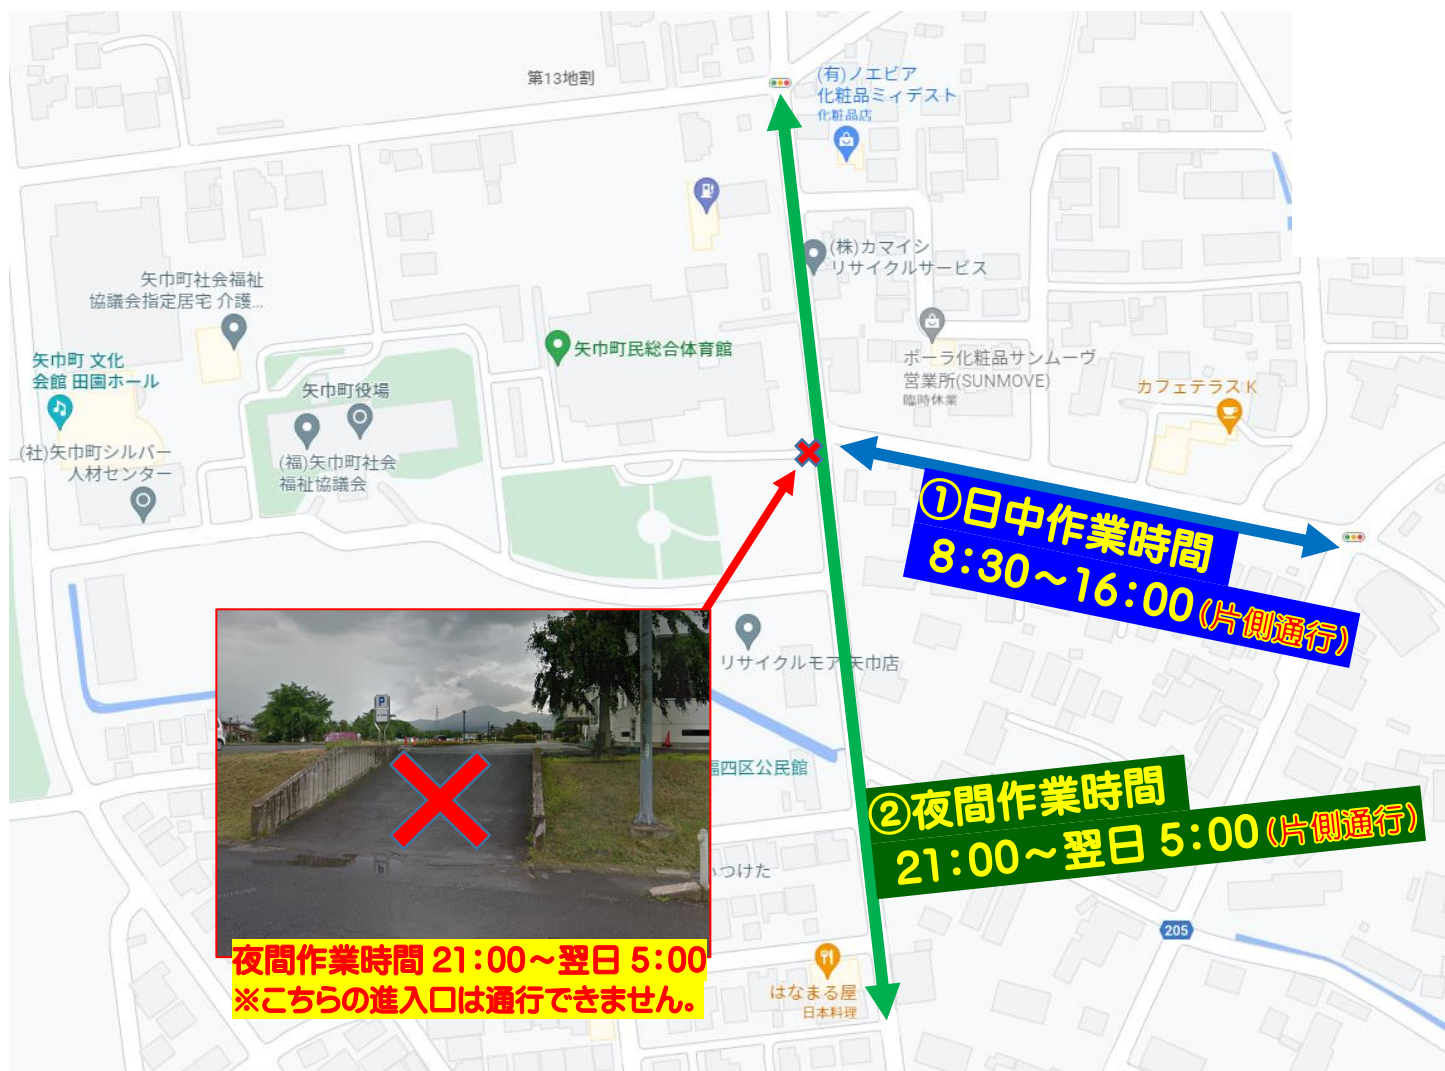 第13地割
(有)ノエビア
化粧品ミィデスト
化粧品店
(株)カマイシ
リサイクルサービス
矢巾町社会福祉
協議会指定居宅 介護...
矢巾町民総合体育館
矢巾町 文化
会館 田園ホール
矢巾町役場
ポーラ化粧品サンムーヴ
営業所(SUNMOVE)
臨時休業
カフェテラス K
(社)矢巾町シルバー
人材センター
(福)矢巾町社会
福祉協議会
①日中作業時間
8:30~16:00(片側通行)
リサイクルモア 矢巾店
P
福四区公民館
②夜間作業時間
21:00~翌日 5:00(片側通行)
いつけた
205
夜間作業時間 21:00~翌日 5:00
※こちらの進入口は通行できません。
はなまる屋
日本料理